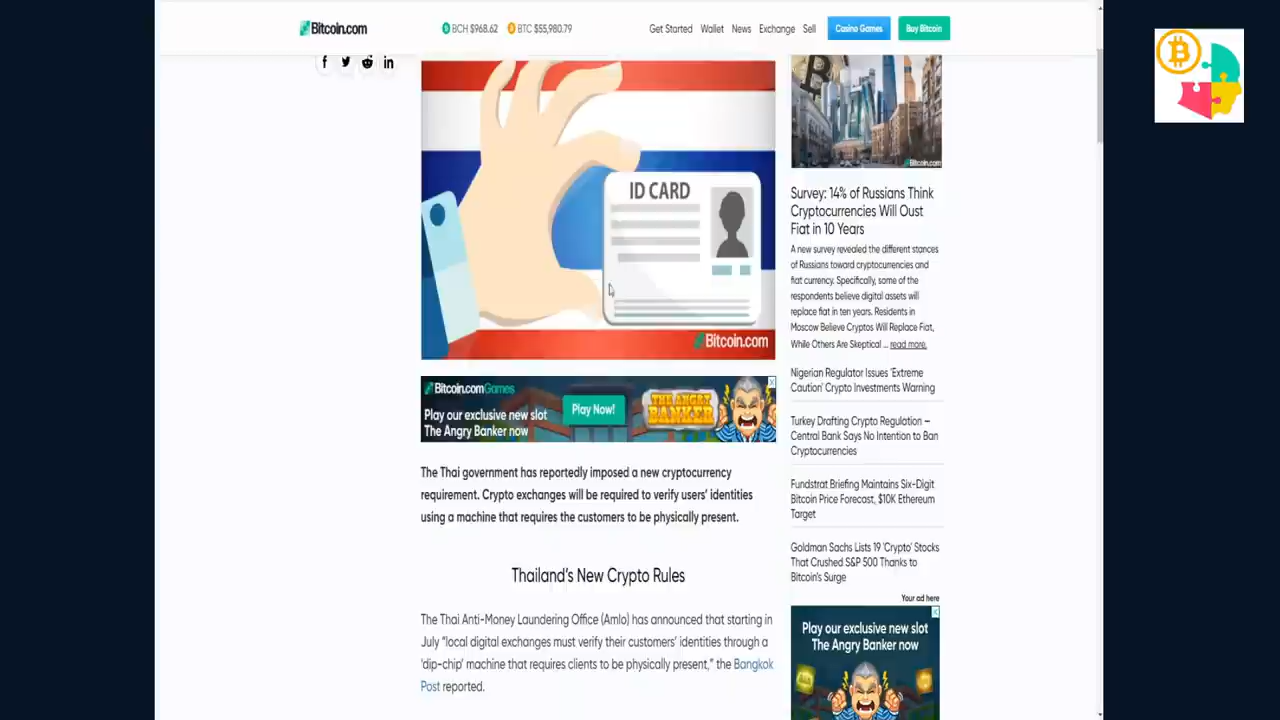 Bitcoin.com
BCH $968.62 BTC $55,980.79
Get Started Wallet News Exchange Sell Casino Games Buy Bitcoin
ID CARD
Bitcoin.com
Bitcoin.comGames
Play our exclusive new slot
The Angry Banker now
Play Now!
THE ANGRY
BANKER
The Thai government has reportedly imposed a new cryptocurrency
requirement. Crypto exchanges will be required to verify users' identities
using a machine that requires the customers to be physically present.
Thailand's New Crypto Rules
The Thai Anti-Money Laundering Office (Amlo) has announced that starting in
July “local digital exchanges must verify their customers' identities through a
'dip-chip' machine that requires clients to be physically present,” the Bangkok
Post reported.
Bitcoin.com
Survey: 14% of Russians Think
Cryptocurrencies Will Oust
Fiat in 10 Years
A new survey revealed the different stances
of Russians toward cryptocurrencies and
fiat currency. Specifically, some of the
respondents believe digital assets will
replace fiat in ten years. Residents in
Moscow Believe Cryptos Will Replace Fiat,
While Others Are Skeptical ... read more.
Nigerian Regulator Issues 'Extreme
Caution' Crypto Investments Warning
Turkey Drafting Crypto Regulation –
Central Bank Says No Intention to Ban
Cryptocurrencies
Fundstrat Briefing Maintains Six-Digit
Bitcoin Price Forecast, $10K Ethereum
Target
Goldman Sachs Lists 19 'Crypto' Stocks
That Crushed S&P 500 Thanks to
Bitcoin's Surge
Your ad here
Play our exclusive new slot
The Angry Banker now